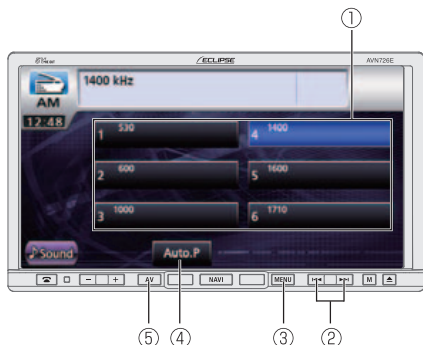 ①
ECLIPSE AVN726E
1400 kHz
AM
12:48
1 530 4 1400
2 600 5 1600
3 1000 6 1710
♪Sound Auto.P
− + AV NAVI MENU I◀◀ ▶▶I M
⑤ ④ ③ ②